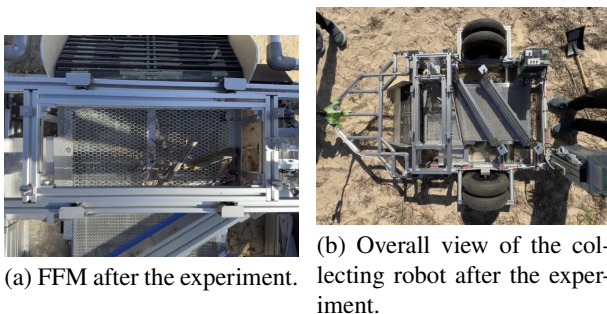 (a) FFM after the experiment.
(b) Overall view of the col-
lecting robot after the exper-
iment.